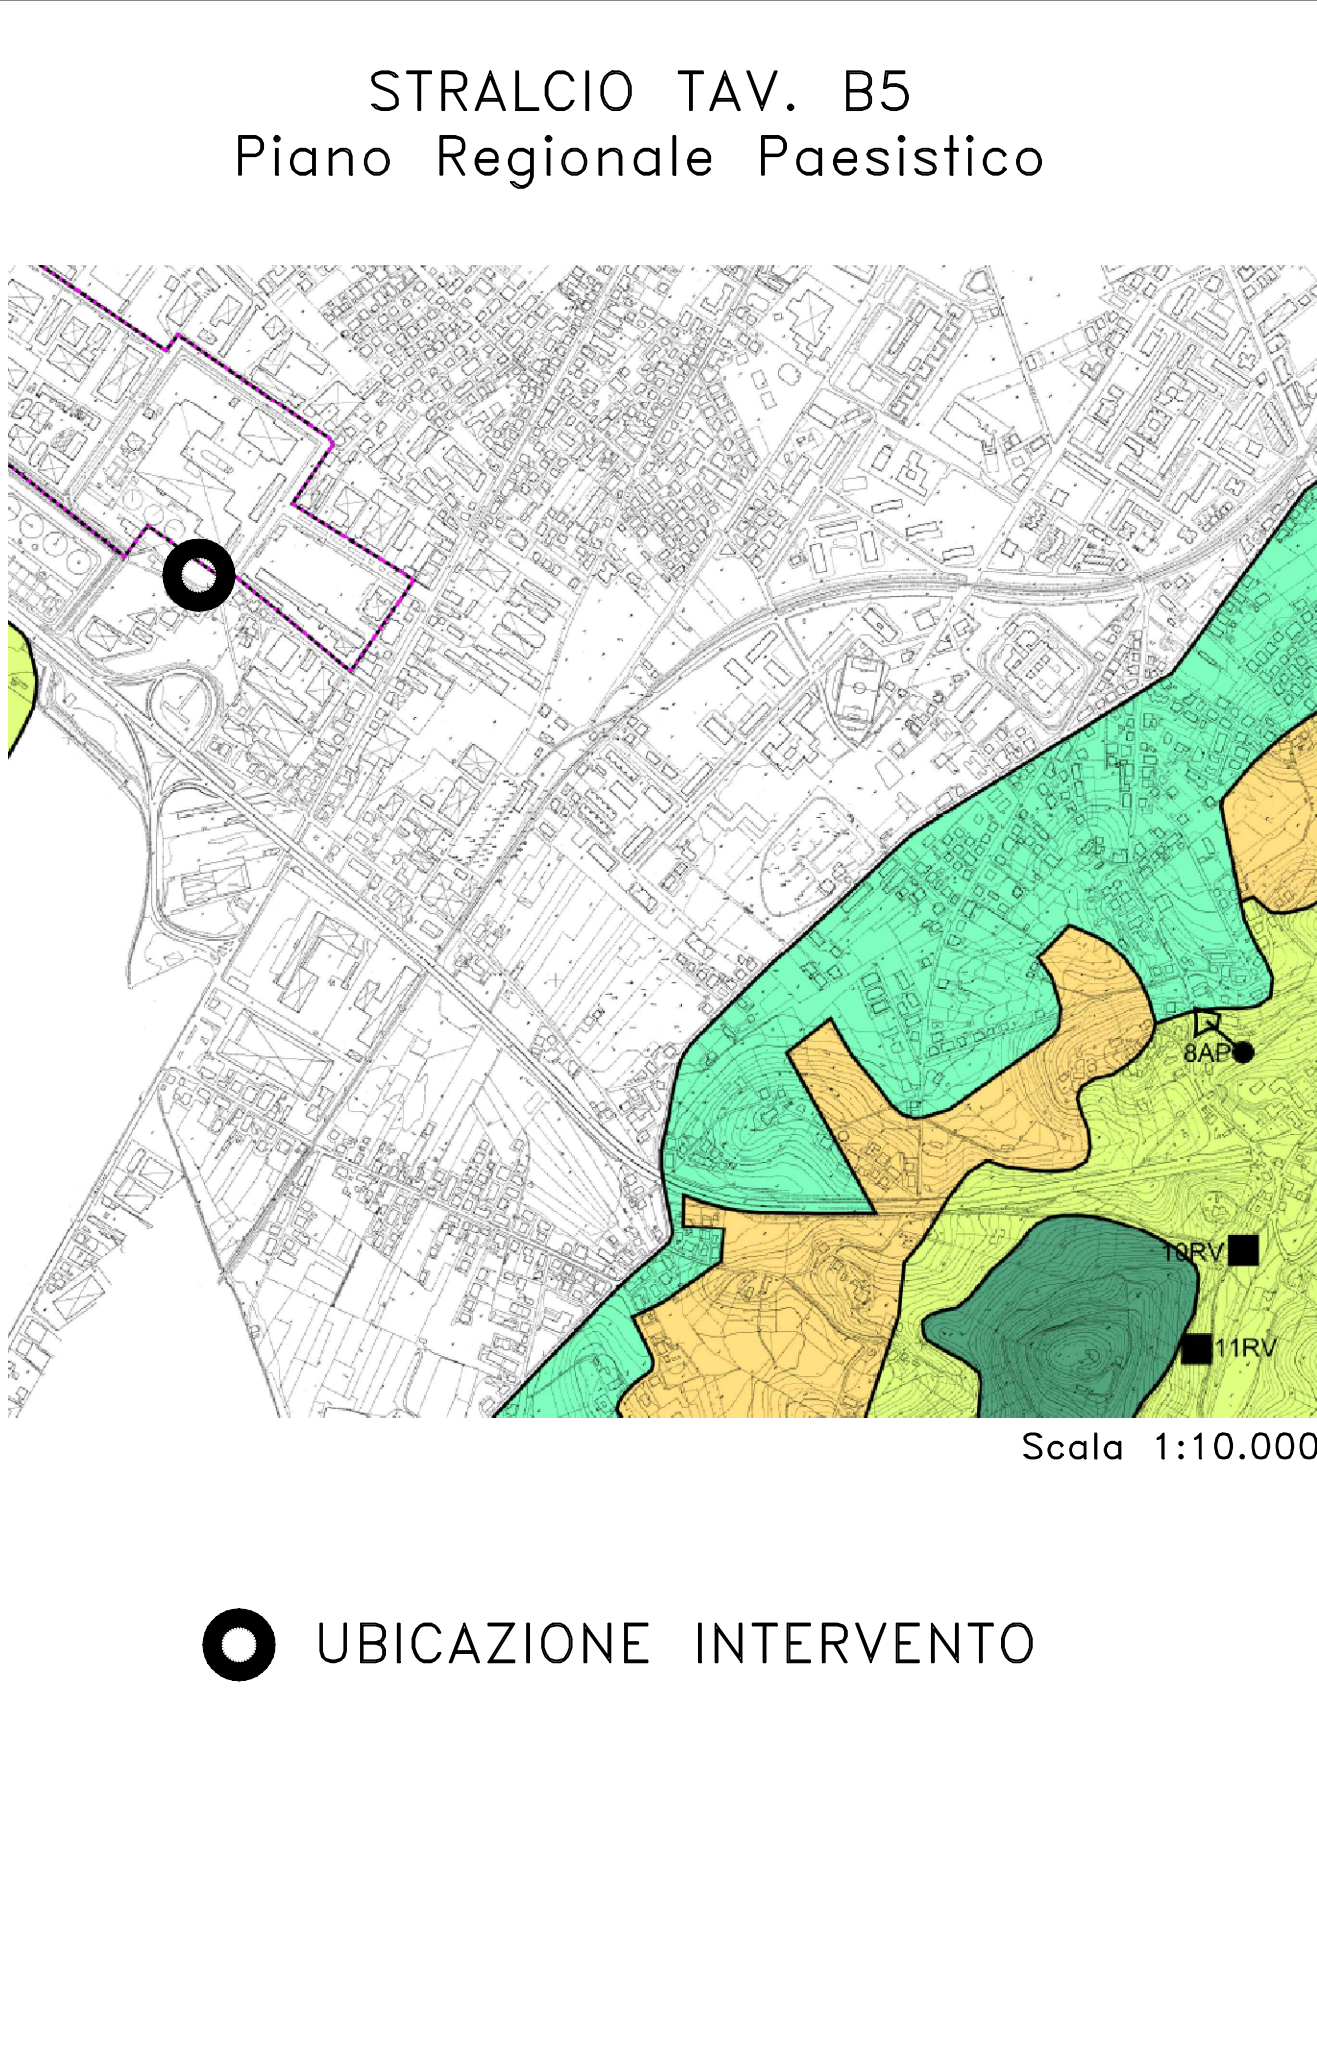 STRALCIO TAV. B5
Piano Regionale Paesistico
8AP
10RV
11RV
Scala 1:10.000
UBICAZIONE INTERVENTO